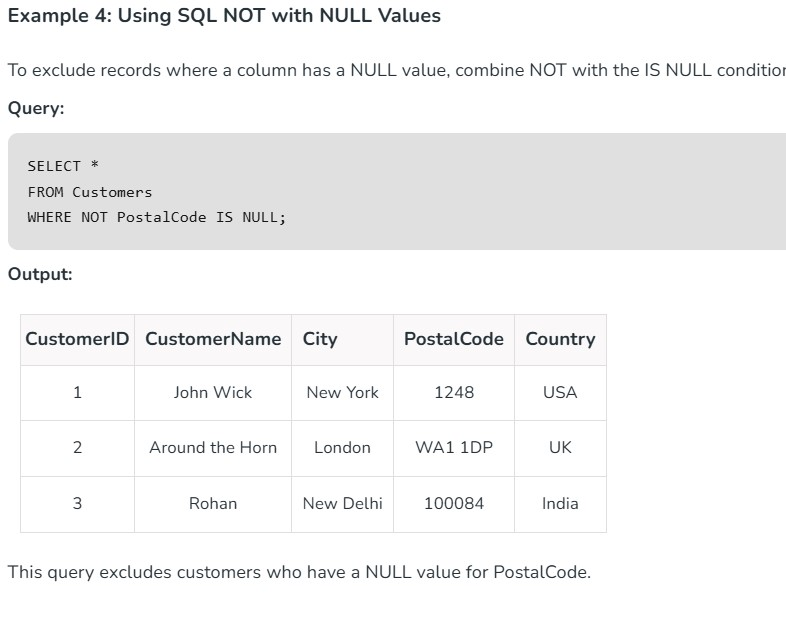 Example 4: Using SQL NOT with NULL Values
To exclude records where a column has a NULL value, combine NOT with the IS NULL condition
Query:
SELECT *
FROM Customers
WHERE NOT PostalCode IS NULL;
Output:
CustomerID CustomerName City PostalCode Country
1 John Wick New York 1248 USA
2 Around the Horn London WA1 1DP UK
3 Rohan New Delhi 100084 India
This query excludes customers who have a NULL value for PostalCode.